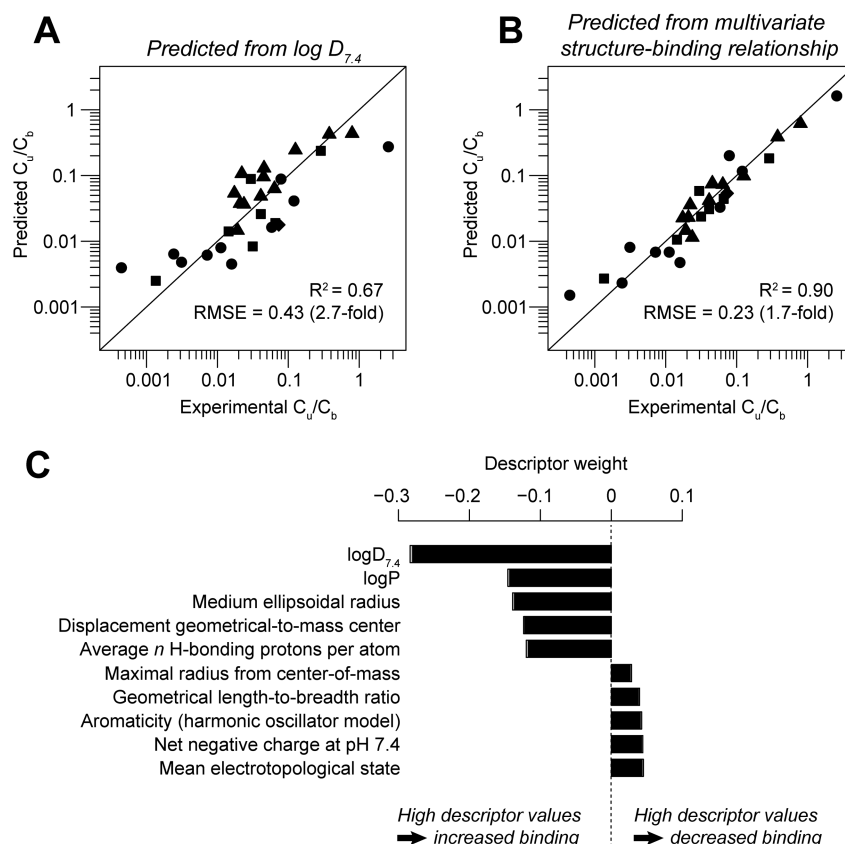 A
Predicted from log D7.4
Predicted Cu/Cb
1
0.1
0.01
0.001
R2 = 0.67
RMSE = 0.43 (2.7-fold)
0.001 0.01 0.1 1
Experimental Cu/Cb
B
Predicted from multivariate
structure-binding relationship
Predicted Cu/Cb
1
0.1
0.01
0.001
R2 = 0.90
RMSE = 0.23 (1.7-fold)
0.001 0.01 0.1 1
Experimental Cu/Cb
C
Descriptor weight
−0.3 −0.2 −0.1 0 0.1
logD7.4
logP
Medium ellipsoidal radius
Displacement geometrical-to-mass center
Average n H-bonding protons per atom
Maximal radius from center-of-mass
Geometrical length-to-breadth ratio
Aromaticity (harmonic oscillator model)
Net negative charge at pH 7.4
Mean electrotopological state
High descriptor values
increased binding
High descriptor values
decreased binding